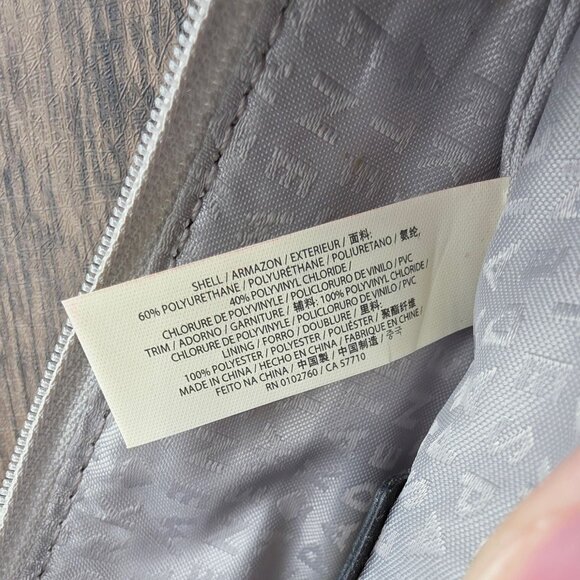 SHELL / ARMAZON / EXTERIEUR / 面料:
60% POLYURETHANE / POLYURÉTHANE / POLIURETANO / 氨纶,
40% POLYVINYL CHLORIDE /
CHLORURE DE POLYVINYLE / POLICLORURO DE VINILO / PVC
TRIM / ADORNO / GARNITURE / 辅料: 100% POLYVINYL CHLORIDE /
CHLORURE DE POLYVINYLE / POLICLORURO DE VINILO / PVC
LINING / FORRO / DOUBLURE / 里料:
100% POLYESTER / POLYESTER / POLIÉSTER / 聚酯纤维
MADE IN CHINA / HECHO EN CHINA / FABRIQUE EN CHINE /
FEITO NA CHINA / 中国製 / 中国制造 / 중국
RN 0102760 / CA 57710